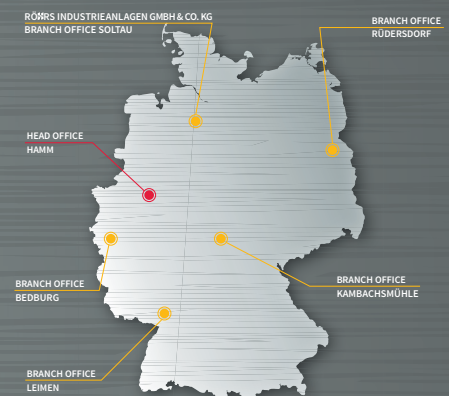 RÖHRS INDUSTRIEANLAGEN GMBH & CO. KG
BRANCH OFFICE SOLTAU
BRANCH OFFICE
RÜDERSDORF
HEAD OFFICE
HAMM
BRANCH OFFICE
BEDBURG
BRANCH OFFICE
KAMBACHSMÜHLE
BRANCH OFFICE
LEIMEN